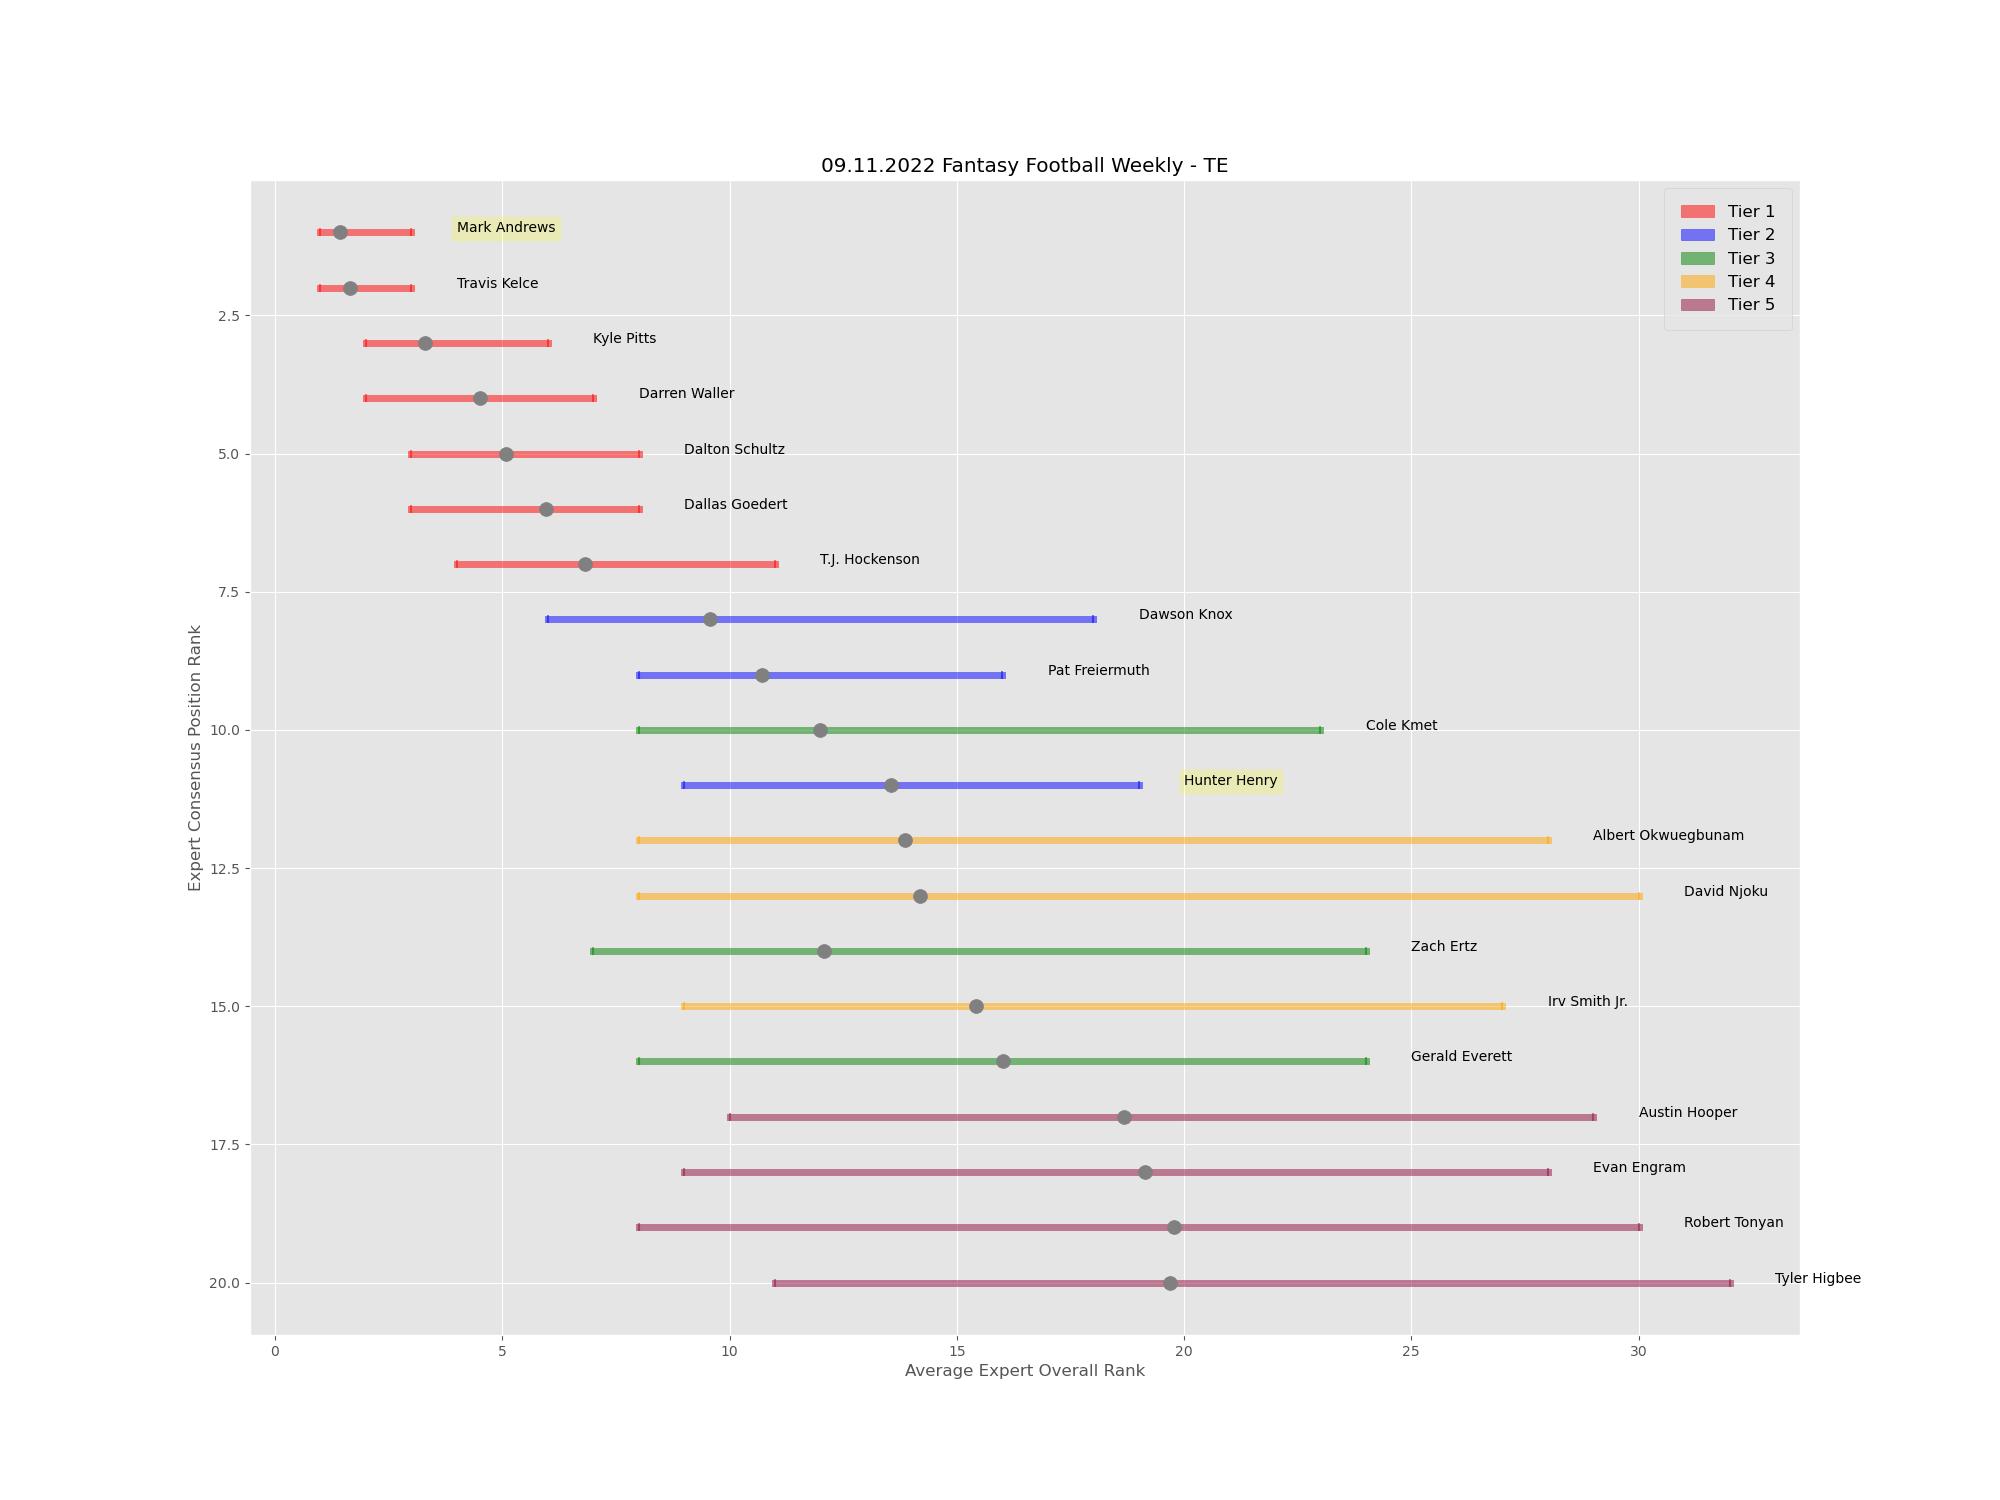 09.11.2022 Fantasy Football Weekly - TE
Tier 1
Tier 2
Tier 3
Tier 4
Tier 5
Mark Andrews
Travis Kelce
2.5
Kyle Pitts
Darren Waller
5.0
Dalton Schultz
Dallas Goedert
T.J. Hockenson
7.5
Dawson Knox
Pat Freiermuth
10.0
Cole Kmet
Hunter Henry
Albert Okwuegbunam
12.5
David Njoku
Zach Ertz
15.0
Irv Smith Jr.
Gerald Everett
Austin Hooper
17.5
Evan Engram
Robert Tonyan
20.0
Tyler Higbee
Expert Consensus Position Rank
0 5 10 15 20 25 30
Average Expert Overall Rank